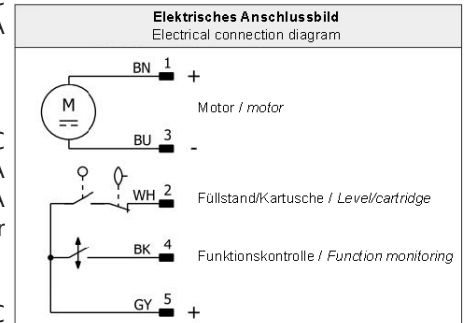 Elektrisches Anschlussbild
Electrical connection diagram
BN 1 +
M
Motor / motor
BU 3 -
WH 2
Füllstand/Kartusche / Level/cartridge
BK 4
Funktionskontrolle / Function monitoring
GY 5 +